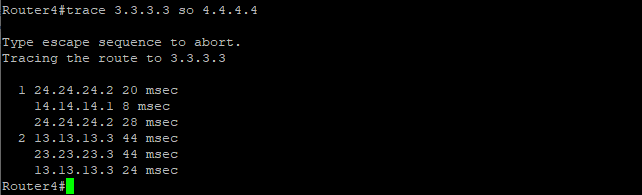 Router4#trace 3.3.3.3 so 4.4.4.4
Type escape sequence to abort.
Tracing the route to 3.3.3.3
1 24.24.24.2 20 msec
14.14.14.1 8 msec
24.24.24.2 28 msec
2 13.13.13.3 44 msec
23.23.23.3 44 msec
13.13.13.3 24 msec
Router4#